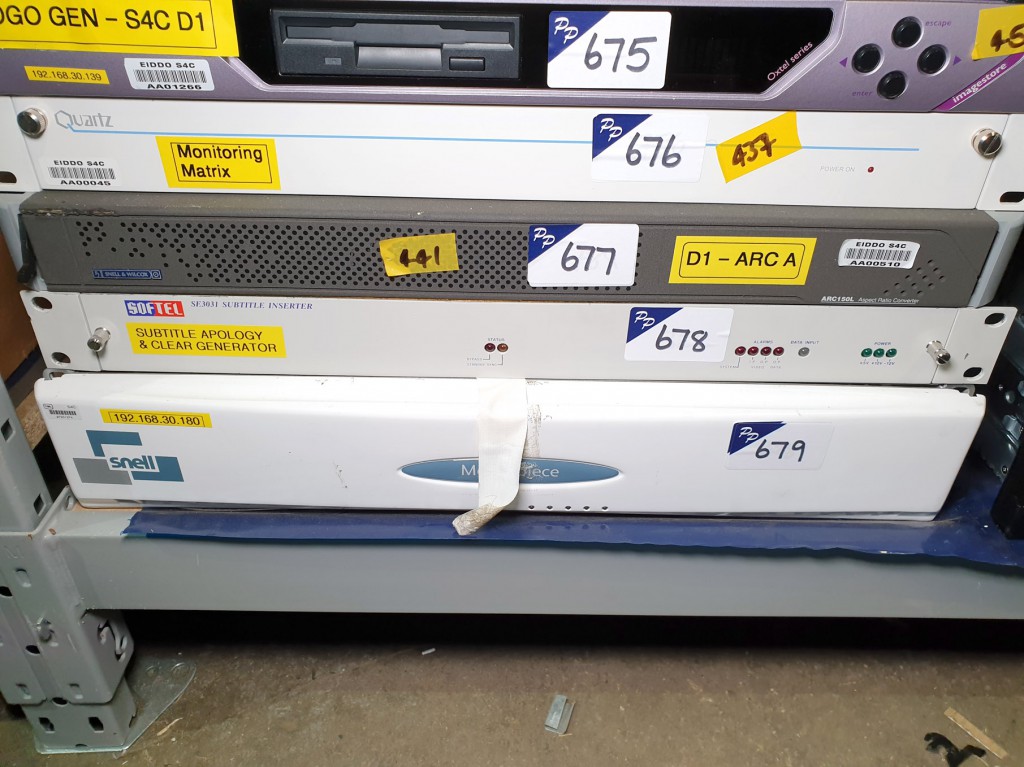 OGO GEN - S4C D1
192.168.30.139
EIDDO S4C
AA01266
PP
675
Oxtel series
escape
enter
imagestore
45
Quartz
EIDDO S4C
AA00045
Monitoring
Matrix
PP
676
437
POWER ON
SNELL & WILCOX
441
PP
677
D1 - ARC A
EIDDO S4C
AA00510
ARC150L Aspect Ratio Converter
SOFTEL
SE3031 SUBTITLE INSERTER
SUBTITLE APOLOGY
& CLEAR GENERATOR
STATUS
PP
678
ALARMS
DATA INPUT
POWER
192.168.30.180
snell
M
iece
PP
679